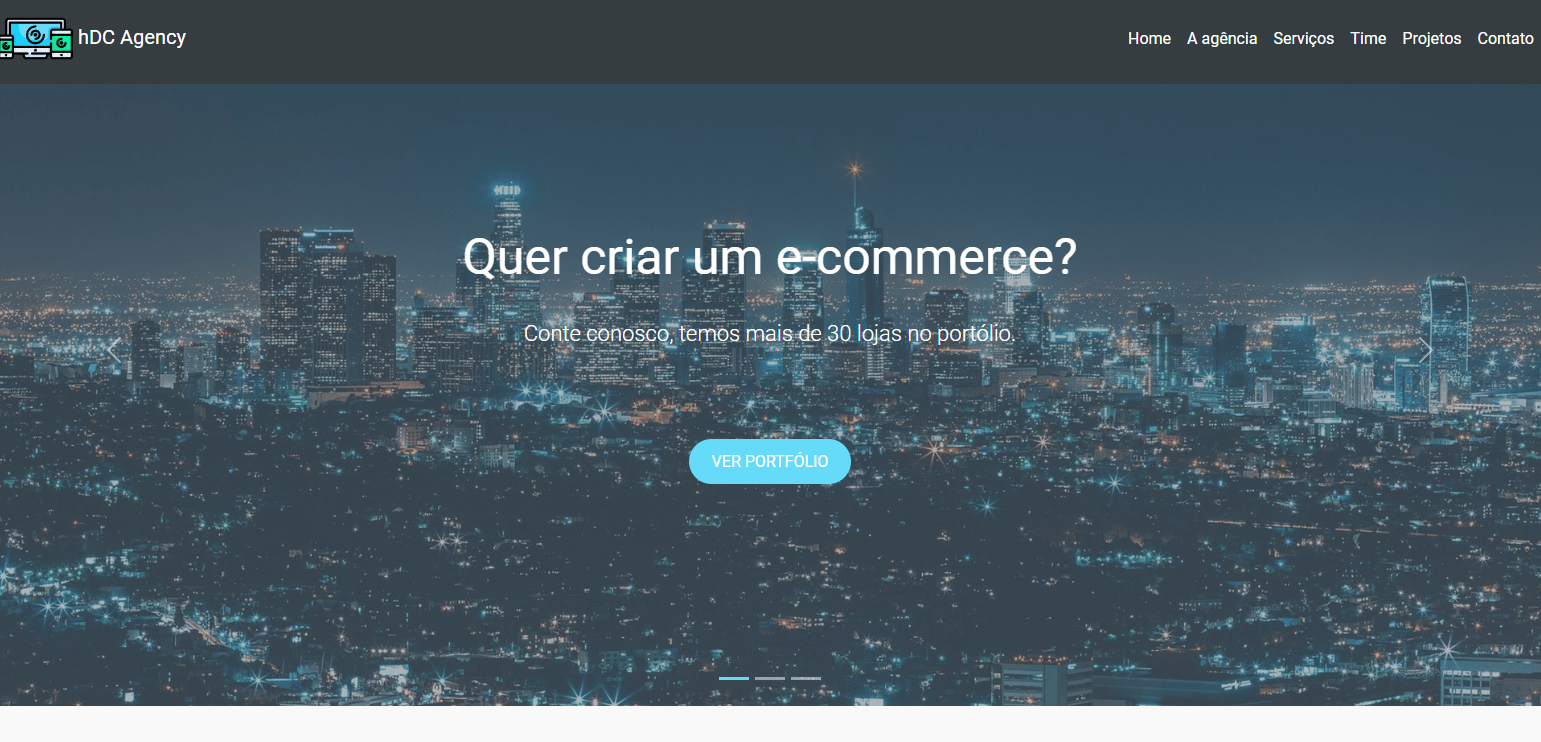 hDC Agency
Home A agência Serviços Time Projetos Contato
Quer criar um e-commerce?
Conte conosco, temos mais de 30 lojas no portólio.
VER PORTFÓLIO